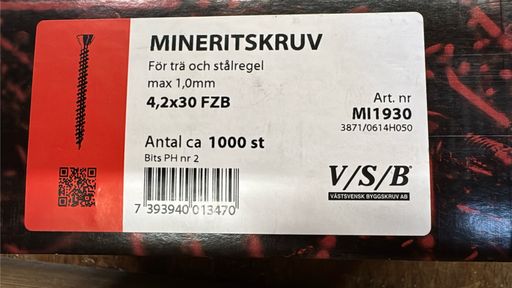 MINERITSKRUV
För trä och stålregel
max 1,0mm
4,2x30 FZB
Art. nr
MI1930
3871/0614H050
Antal ca 1000 st
Bits PH nr 2
V/S/B®
VÄSTSVENSK BYGGSKRUV AB
7 393940 013470